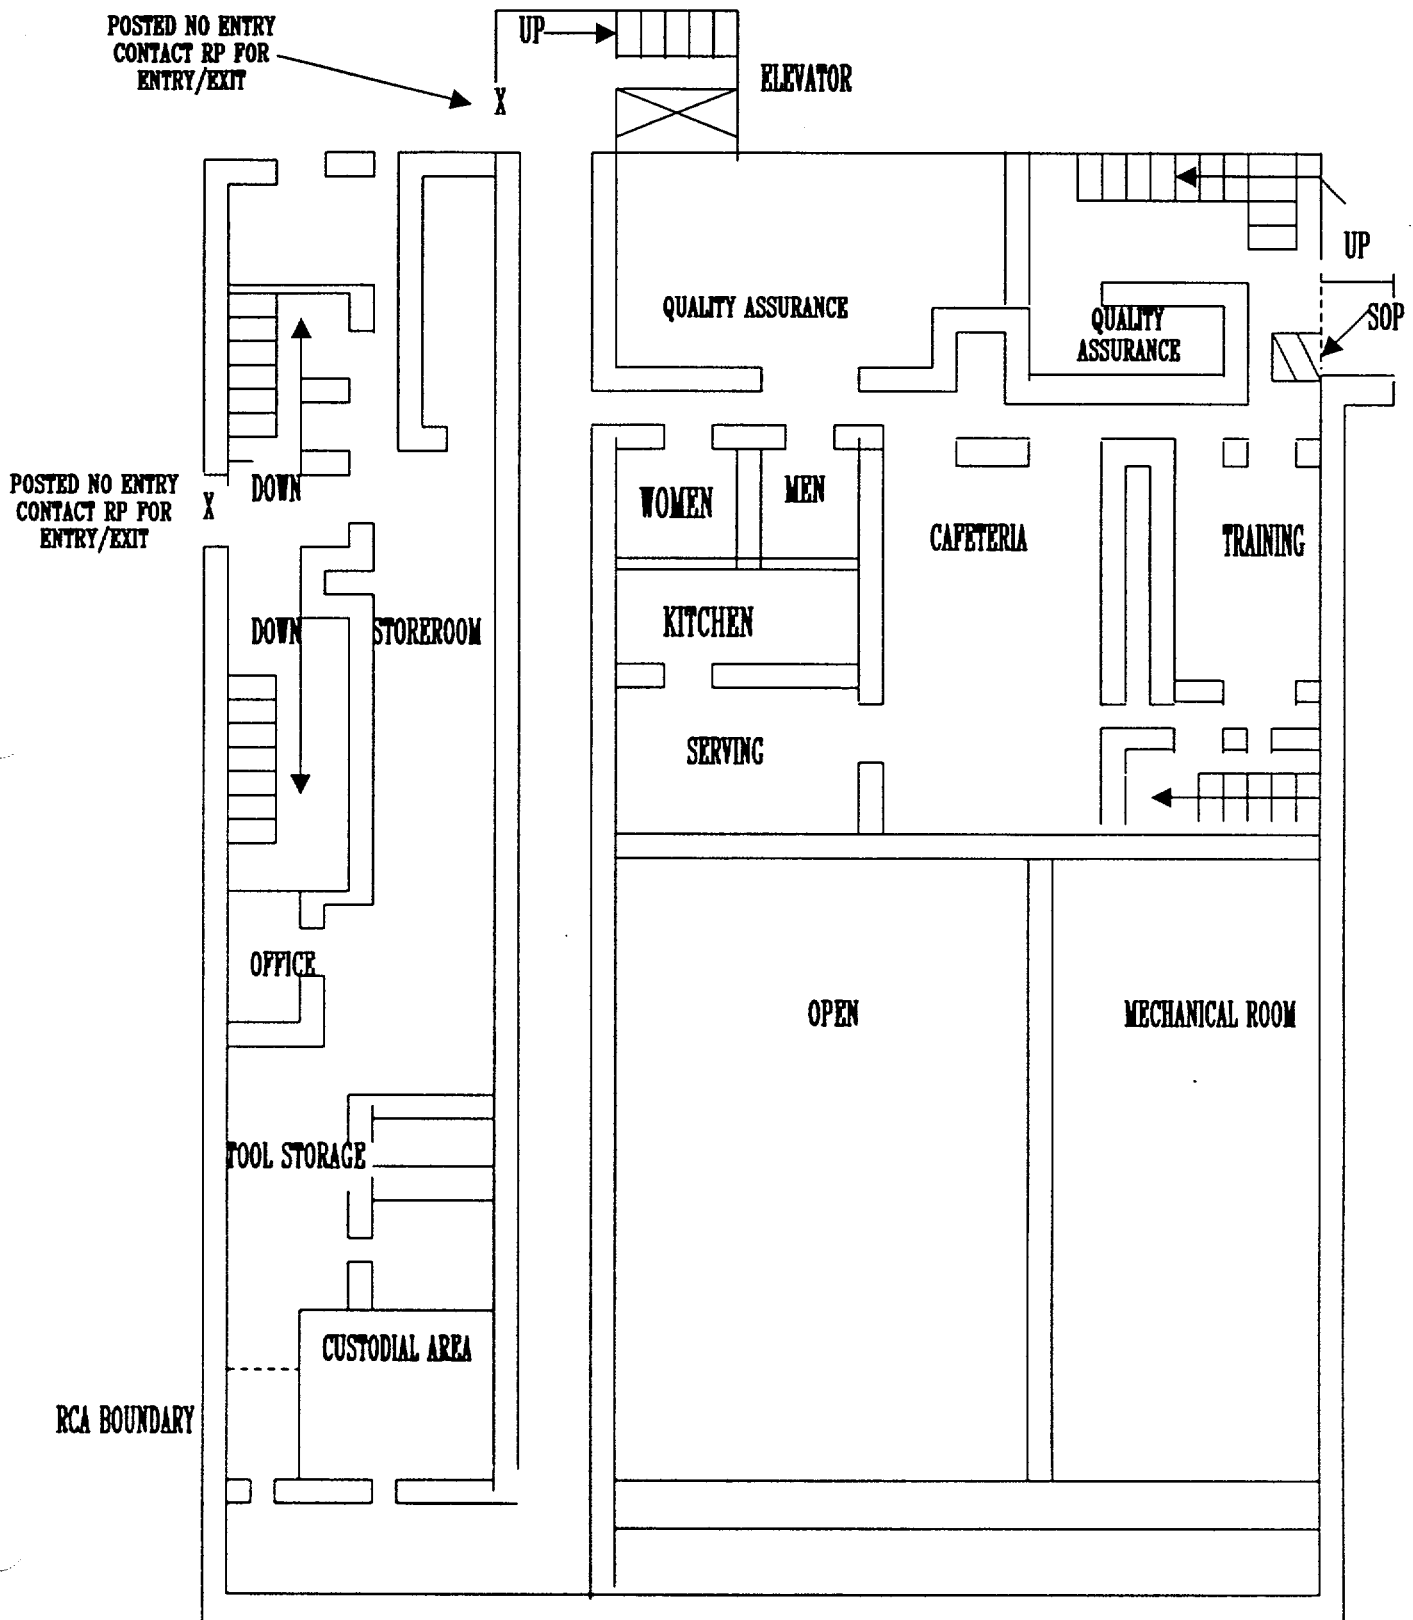 POSTED NO ENTRY
CONTACT RP FOR
ENTRY/EXIT
UP
ELEVATOR
X
UP
QUALITY ASSURANCE
QUALITY
ASSURANCE
SOP
POSTED NO ENTRY
CONTACT RP FOR
ENTRY/EXIT
X
DOWN
WOMEN
MEN
CAFETERIA
TRAINING
DOWN
STOREROOM
KITCHEN
SERVING
OFFICE
OPEN
MECHANICAL ROOM
TOOL STORAGE
CUSTODIAL AREA
RCA BOUNDARY